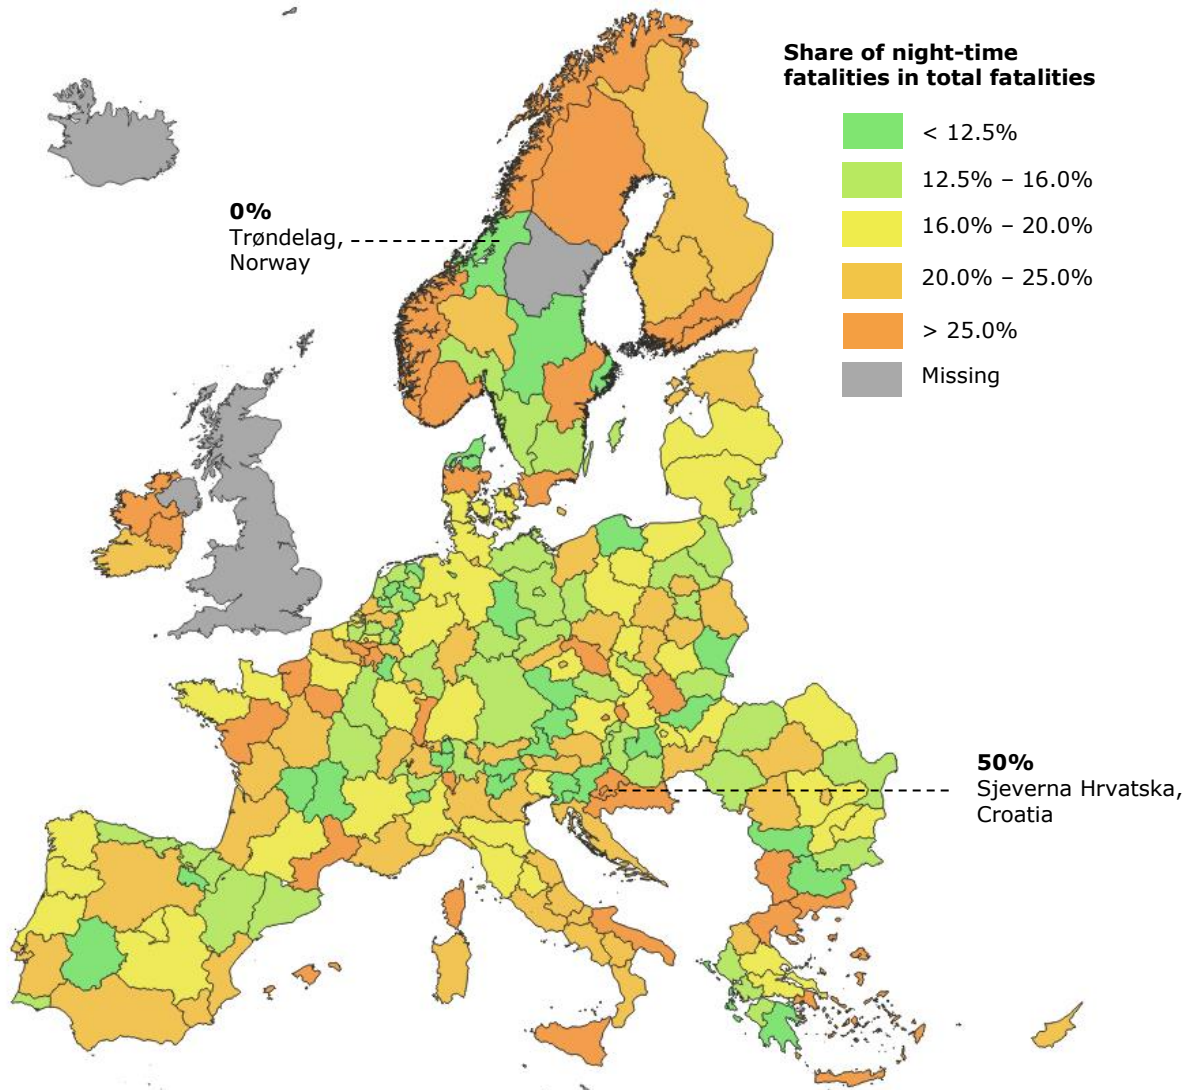 Share of night-time
fatalities in total fatalities
< 12.5%
12.5% – 16.0%
16.0% – 20.0%
20.0% – 25.0%
> 25.0%
Missing
0%
Trøndelag,
Norway
50%
Sjeverna Hrvatska,
Croatia